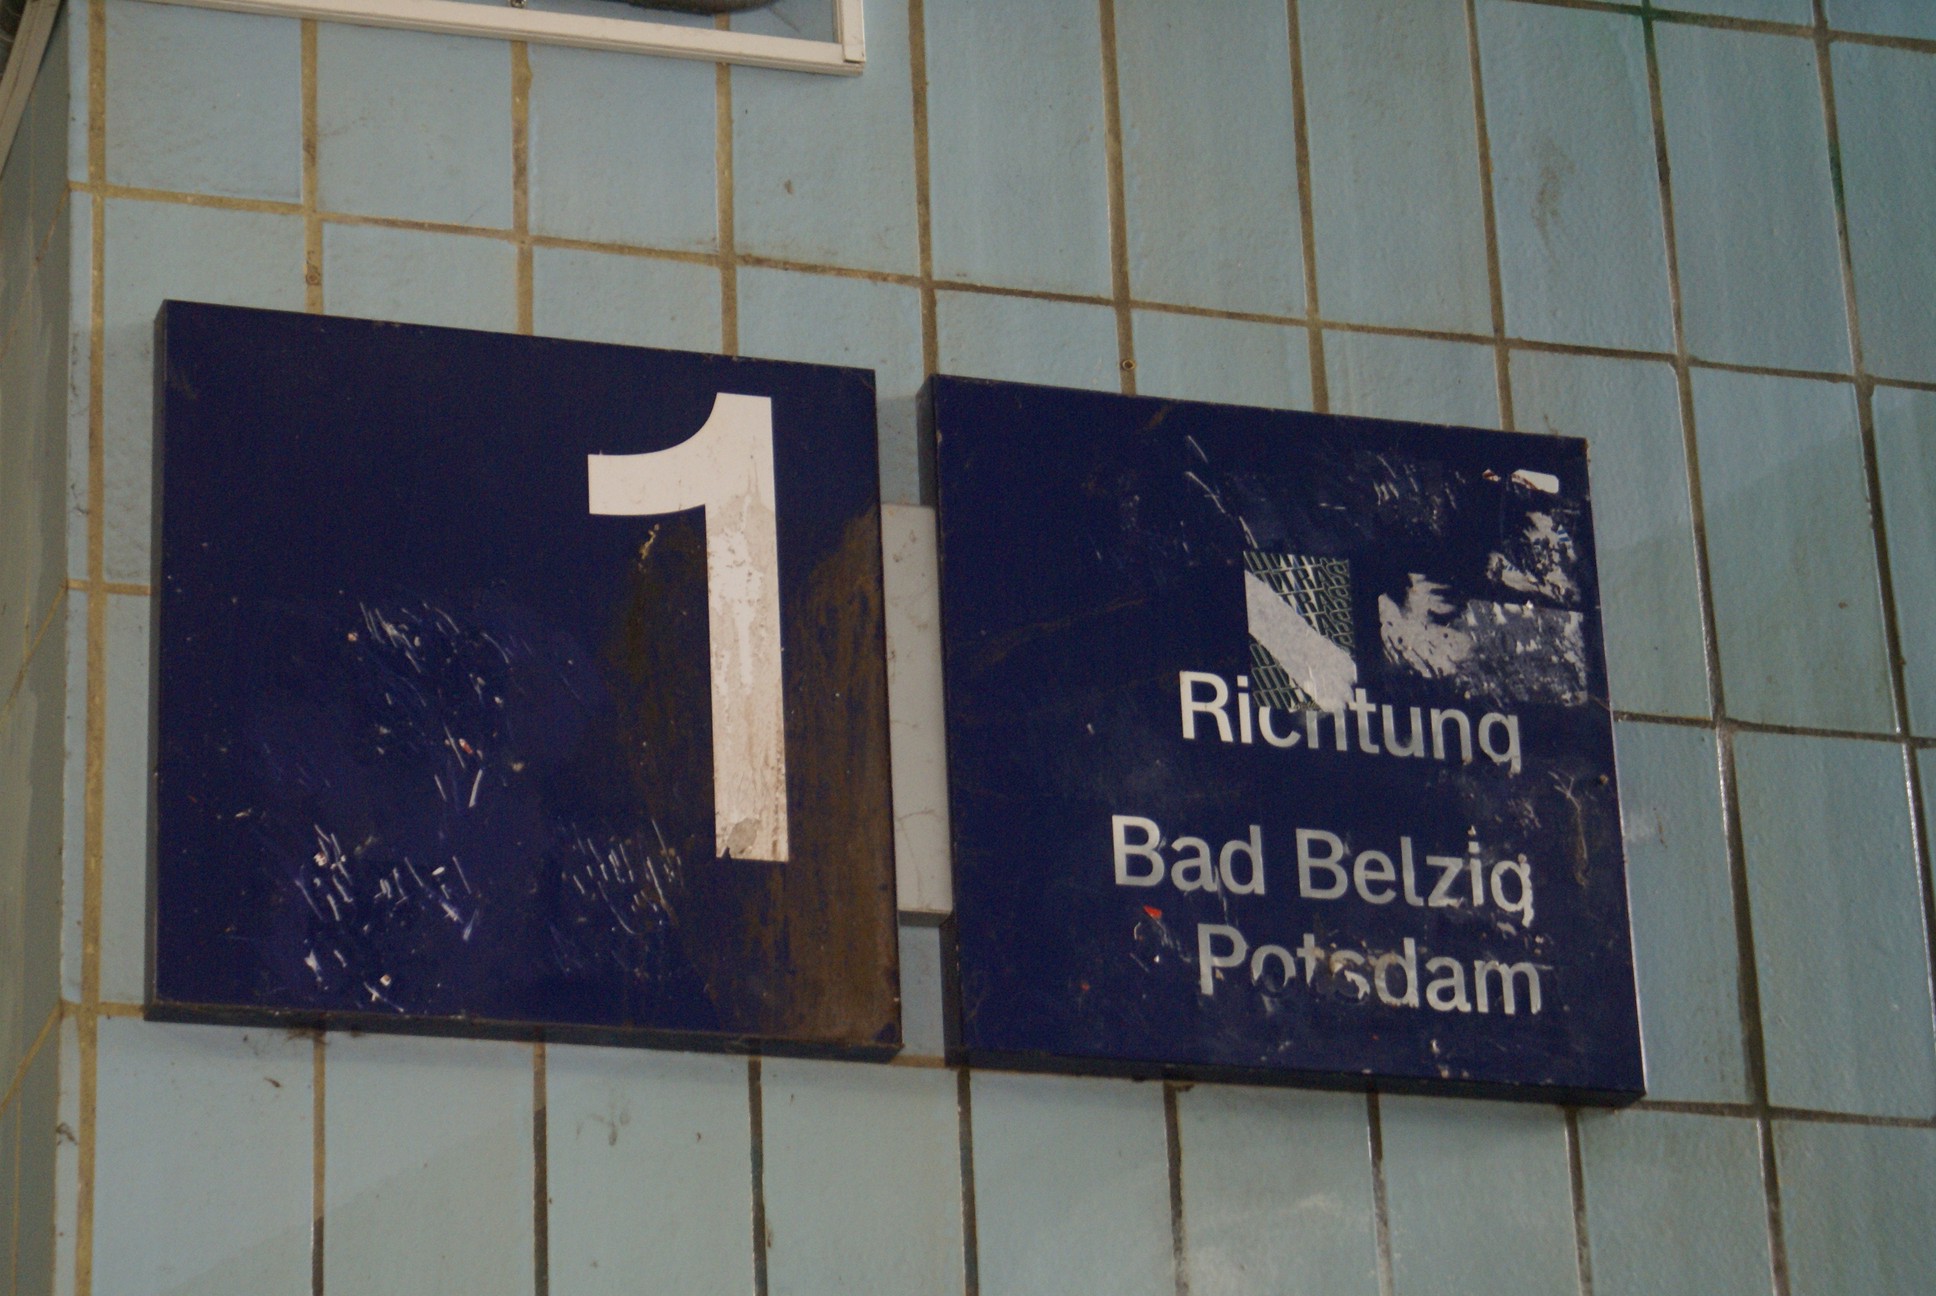 1
Richtung
Bad Belzig
Potsdam